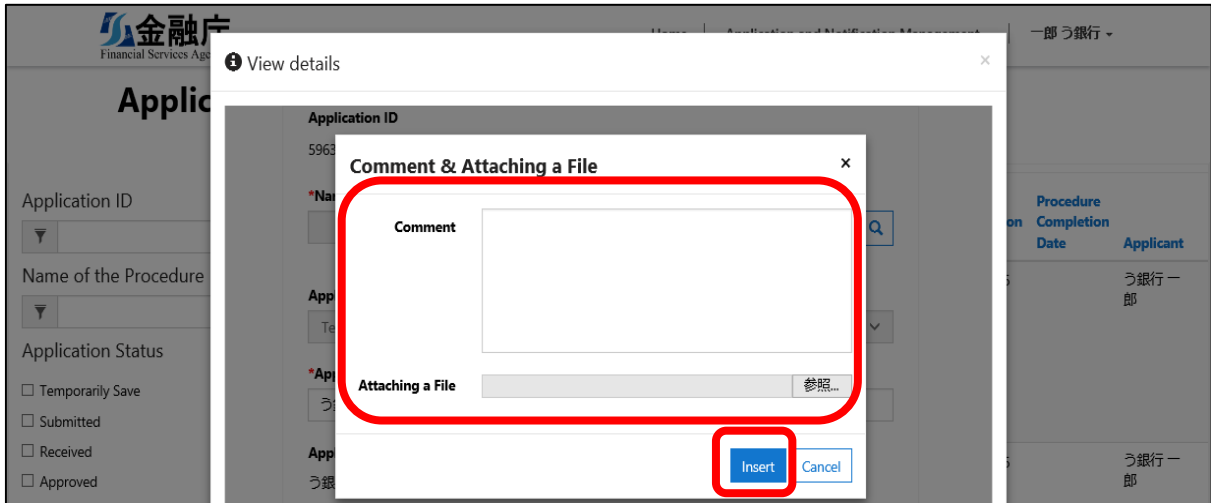 金融庁
Financial Services
Home
Application and Notification Management
一郎 う銀行
View details
×
Application ID
5963
Comment & Attaching a File
×
Application ID
Procedure
Comment
Completion
Date
Applicant
Name of the Procedure
う銀行 一
郎
Application Status
Attaching a File
参照...
Temporarily Save
Submitted
Received
Insert
Cancel
う銀行 一
Approved
郎